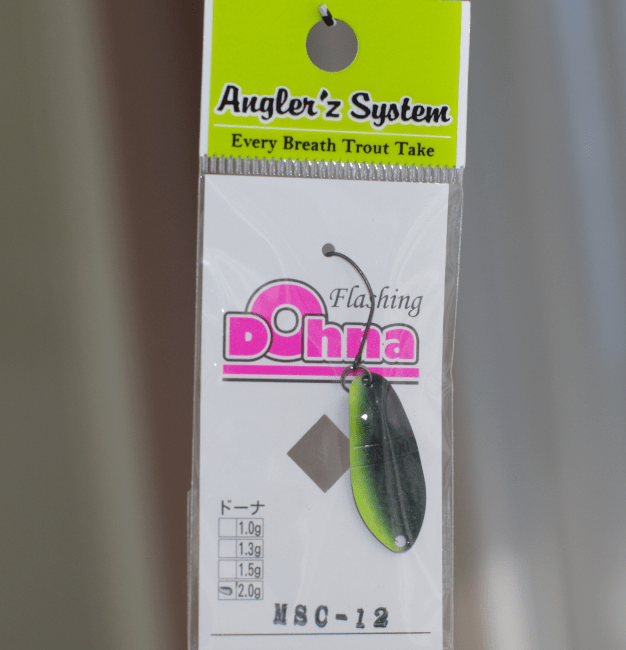 Angler'z System
Every Breath Trout Take
Flashing
Dohna
ドーナ
1.0g
1.3g
1.5g
2.0g
MSC-12